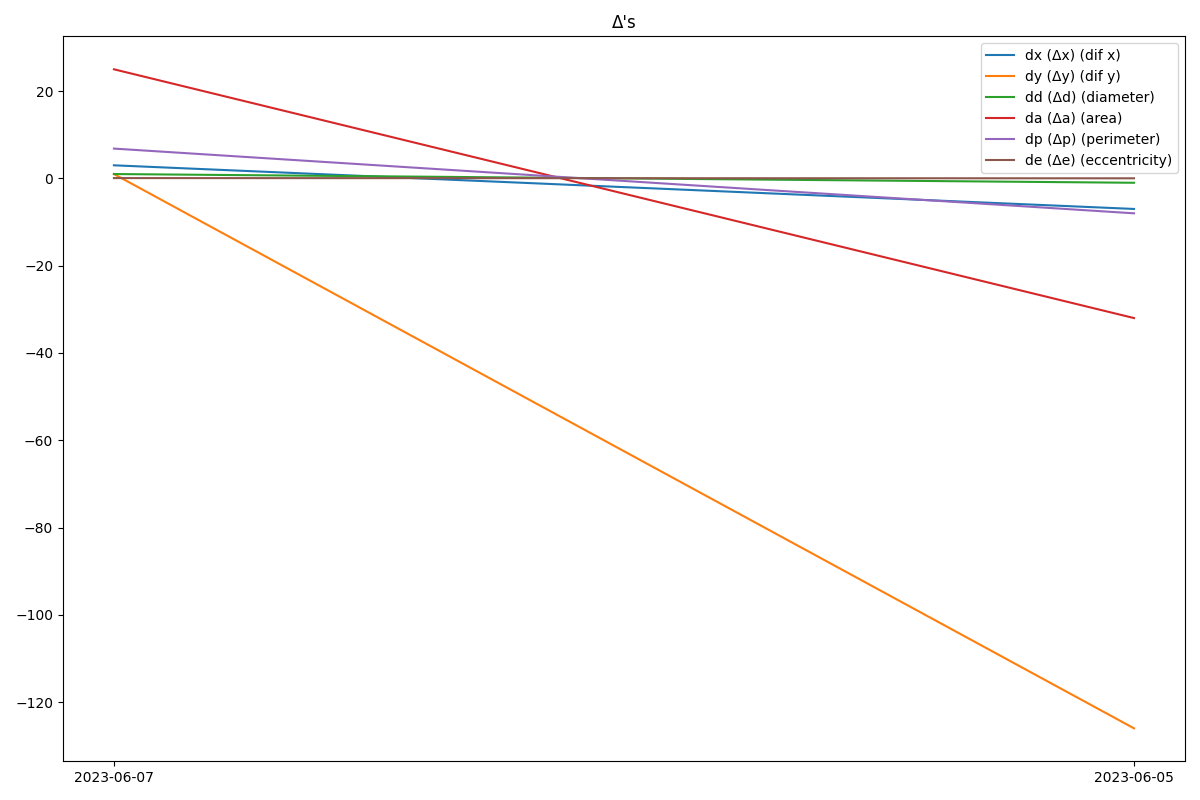 Δ's
dx (Δx) (dif x)
dy (Δy) (dif y)
dd (Δd) (diameter)
da (Δa) (area)
dp (Δp) (perimeter)
de (Δe) (eccentricity)
20
0
−20
−40
−60
−80
−100
−120
2023-06-07 2023-06-05